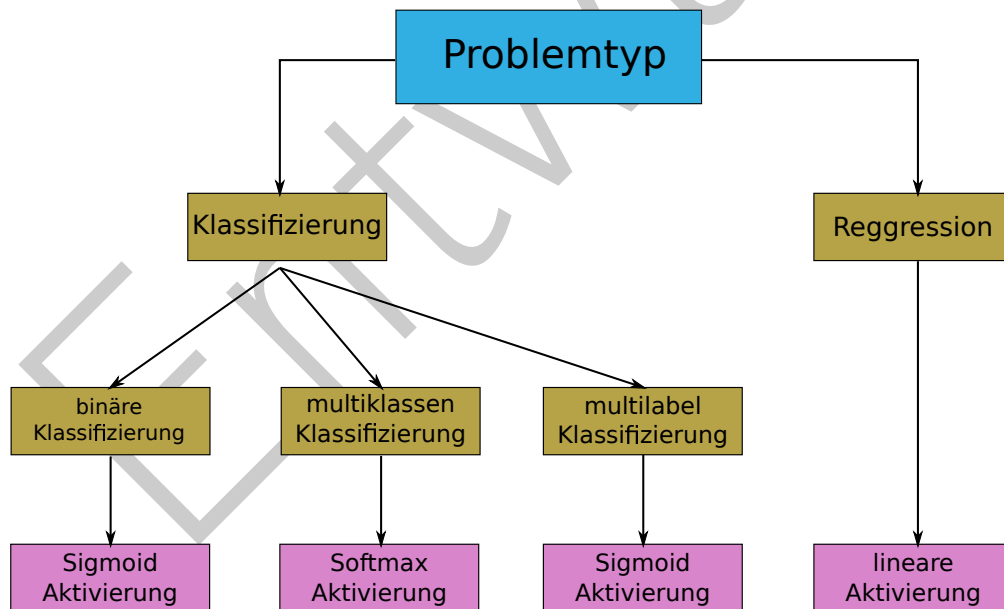 Problemtyp
Klassifizierung
Reggression
binäre
Klassifizierung
multiklassen
Klassifizierung
multilabel
Klassifizierung
Sigmoid
Aktivierung
Softmax
Aktivierung
Sigmoid
Aktivierung
lineare
Aktivierung